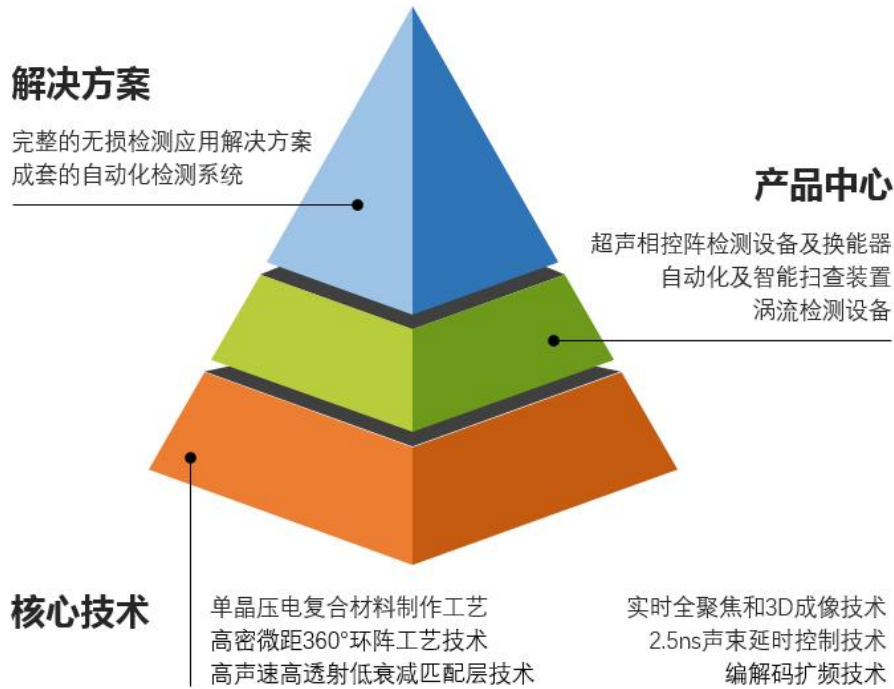 解决方案
完整的无损检测应用解决方案
成套的自动化检测系统
产品中心
超声相控阵检测设备及换能器
自动化及智能扫查装置
涡流检测设备
核心技术
单晶压电复合材料制作工艺
高密微距360°环阵工艺技术
高声速高透射低衰减匹配层技术
实时全聚焦和3D成像技术
2.5ns声束延时控制技术
编解码扩频技术